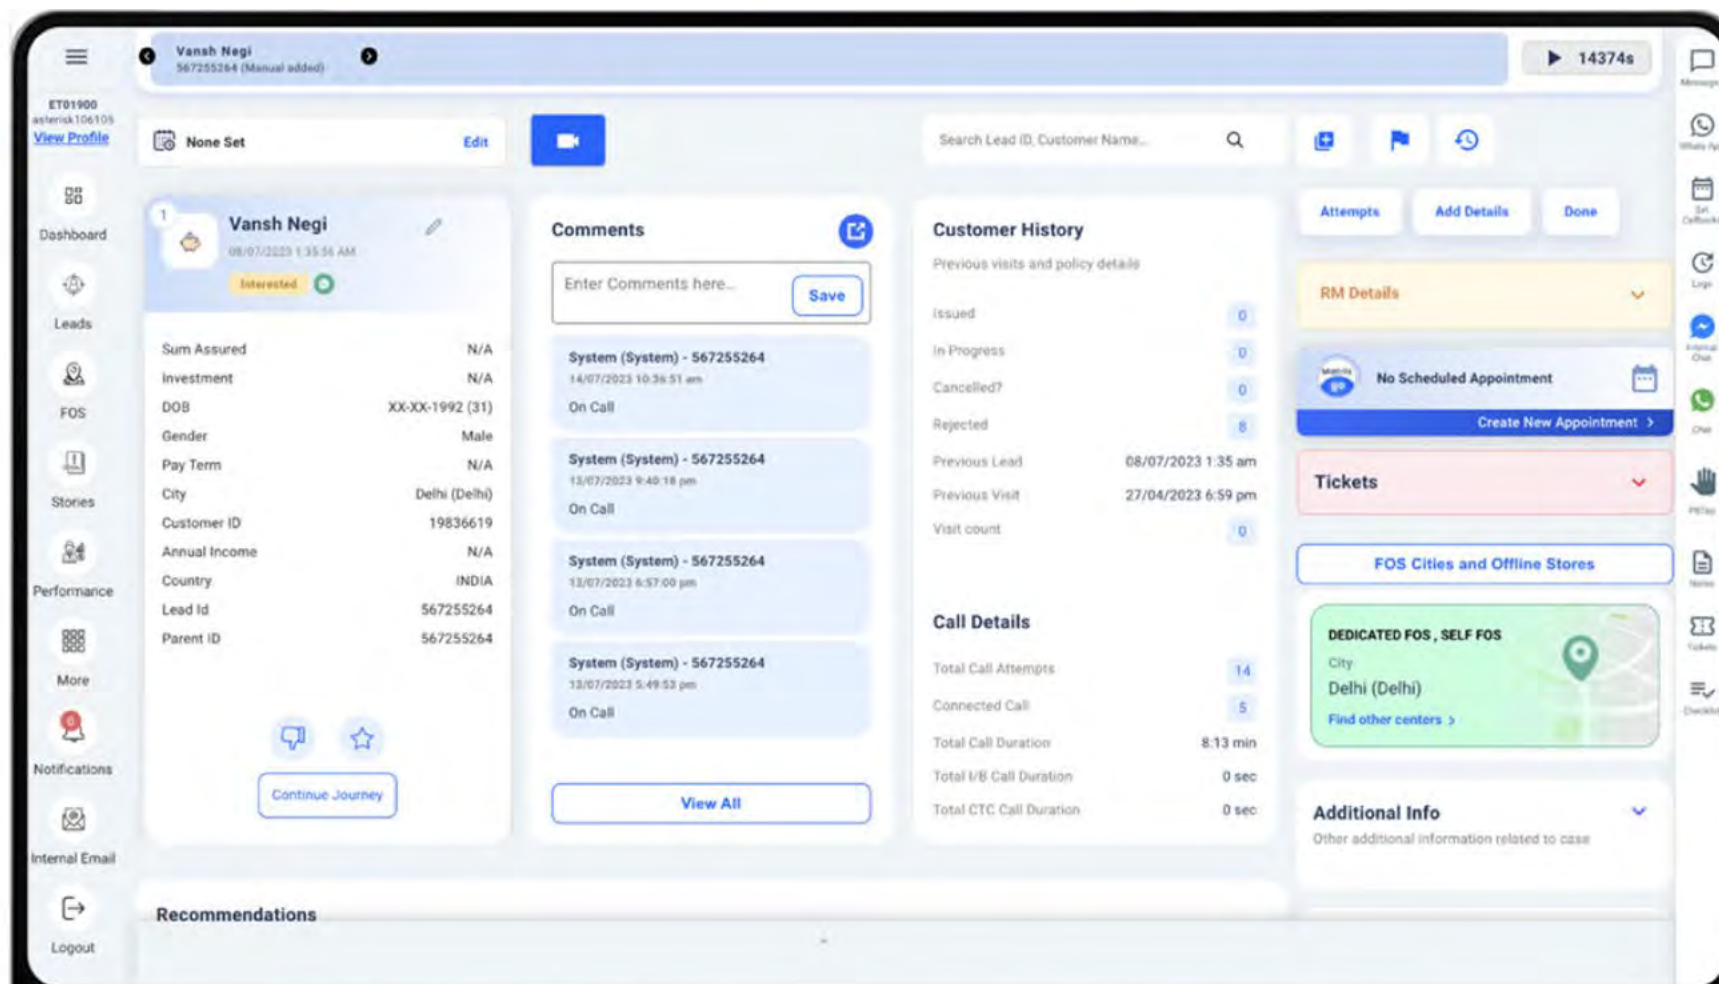 Vansh Negi
567255264 (Manual added)
14374s
ET01900
asterisk106105
View Profile
Dashboard
Leads
FOS
Stories
Performance
More
0
Notifications
Internal Email
Logout
None Set
Edit
Search Lead ID, Customer Name...
1
Vansh Negi
08/07/2023 1:35:56 AM
Interested
Sum Assured N/A
Investment N/A
DOB XX-XX-1992 (31)
Gender Male
Pay Term N/A
City Delhi (Delhi)
Customer ID 19836619
Annual Income N/A
Country INDIA
Lead Id 567255264
Parent ID 567255264
Continue Journey
Comments
Enter Comments here...
Save
System (System) - 567255264
14/07/2023 10:36:51 am
On Call
System (System) - 567255264
13/07/2023 9:40:18 pm
On Call
System (System) - 567255264
13/07/2023 6:57:00 pm
On Call
System (System) - 567255264
13/07/2023 5:49:53 pm
On Call
View All
Customer History
Previous visits and policy details
Issued 0
In Progress 0
Cancelled? 0
Rejected 8
Previous Lead 08/07/2023 1:35 am
Previous Visit 27/04/2023 6:59 pm
Visit count 0
Call Details
Total Call Attempts 14
Connected Call 5
Total Call Duration 8:13 min
Total I/B Call Duration 0 sec
Total CTC Call Duration 0 sec
Attempts
Add Details
Done
RM Details
go
No Scheduled Appointment
Create New Appointment >
Tickets
FOS Cities and Offline Stores
DEDICATED FOS , SELF FOS
City
Delhi (Delhi)
Find other centers >
Additional Info
Other additional information related to case
Recommendations
Message
Set
Logs
Internal
Chat
Chat
Notes
Tickets